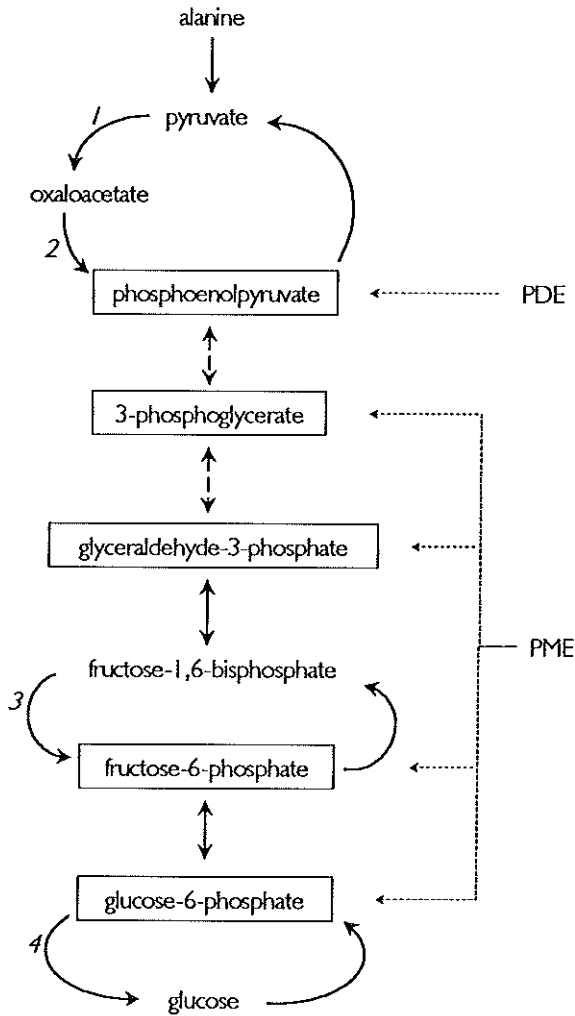 alanine
1
pyruvate
oxaloacetate
2
phosphoenolpyruvate
PDE
3-phosphoglycerate
glyceraldehyde-3-phosphate
PME
fructose-1,6-bisphosphate
3
fructose-6-phosphate
glucose-6-phosphate
4
glucose